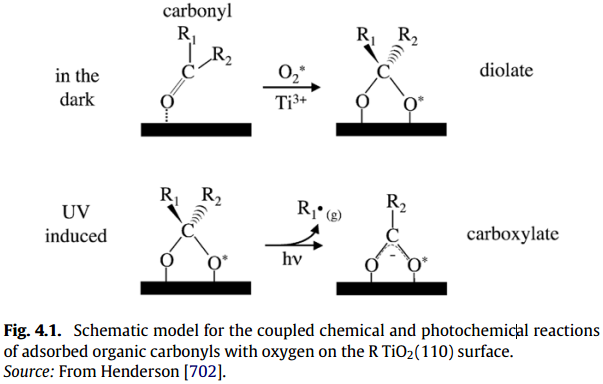 carbonyl
R₁
R₂
C
O
in the
dark
O₂*
Ti³⁺
R₁ R₂
C
O O*
diolate
UV
induced
R₁ R₂
C
O O*
R₁•(g)
hν
R₂
C
-
O O*
carboxylate
Fig. 4.1. Schematic model for the coupled chemical and photochemical reactions
of adsorbed organic carbonyls with oxygen on the R TiO₂(110) surface.
Source: From Henderson [702].